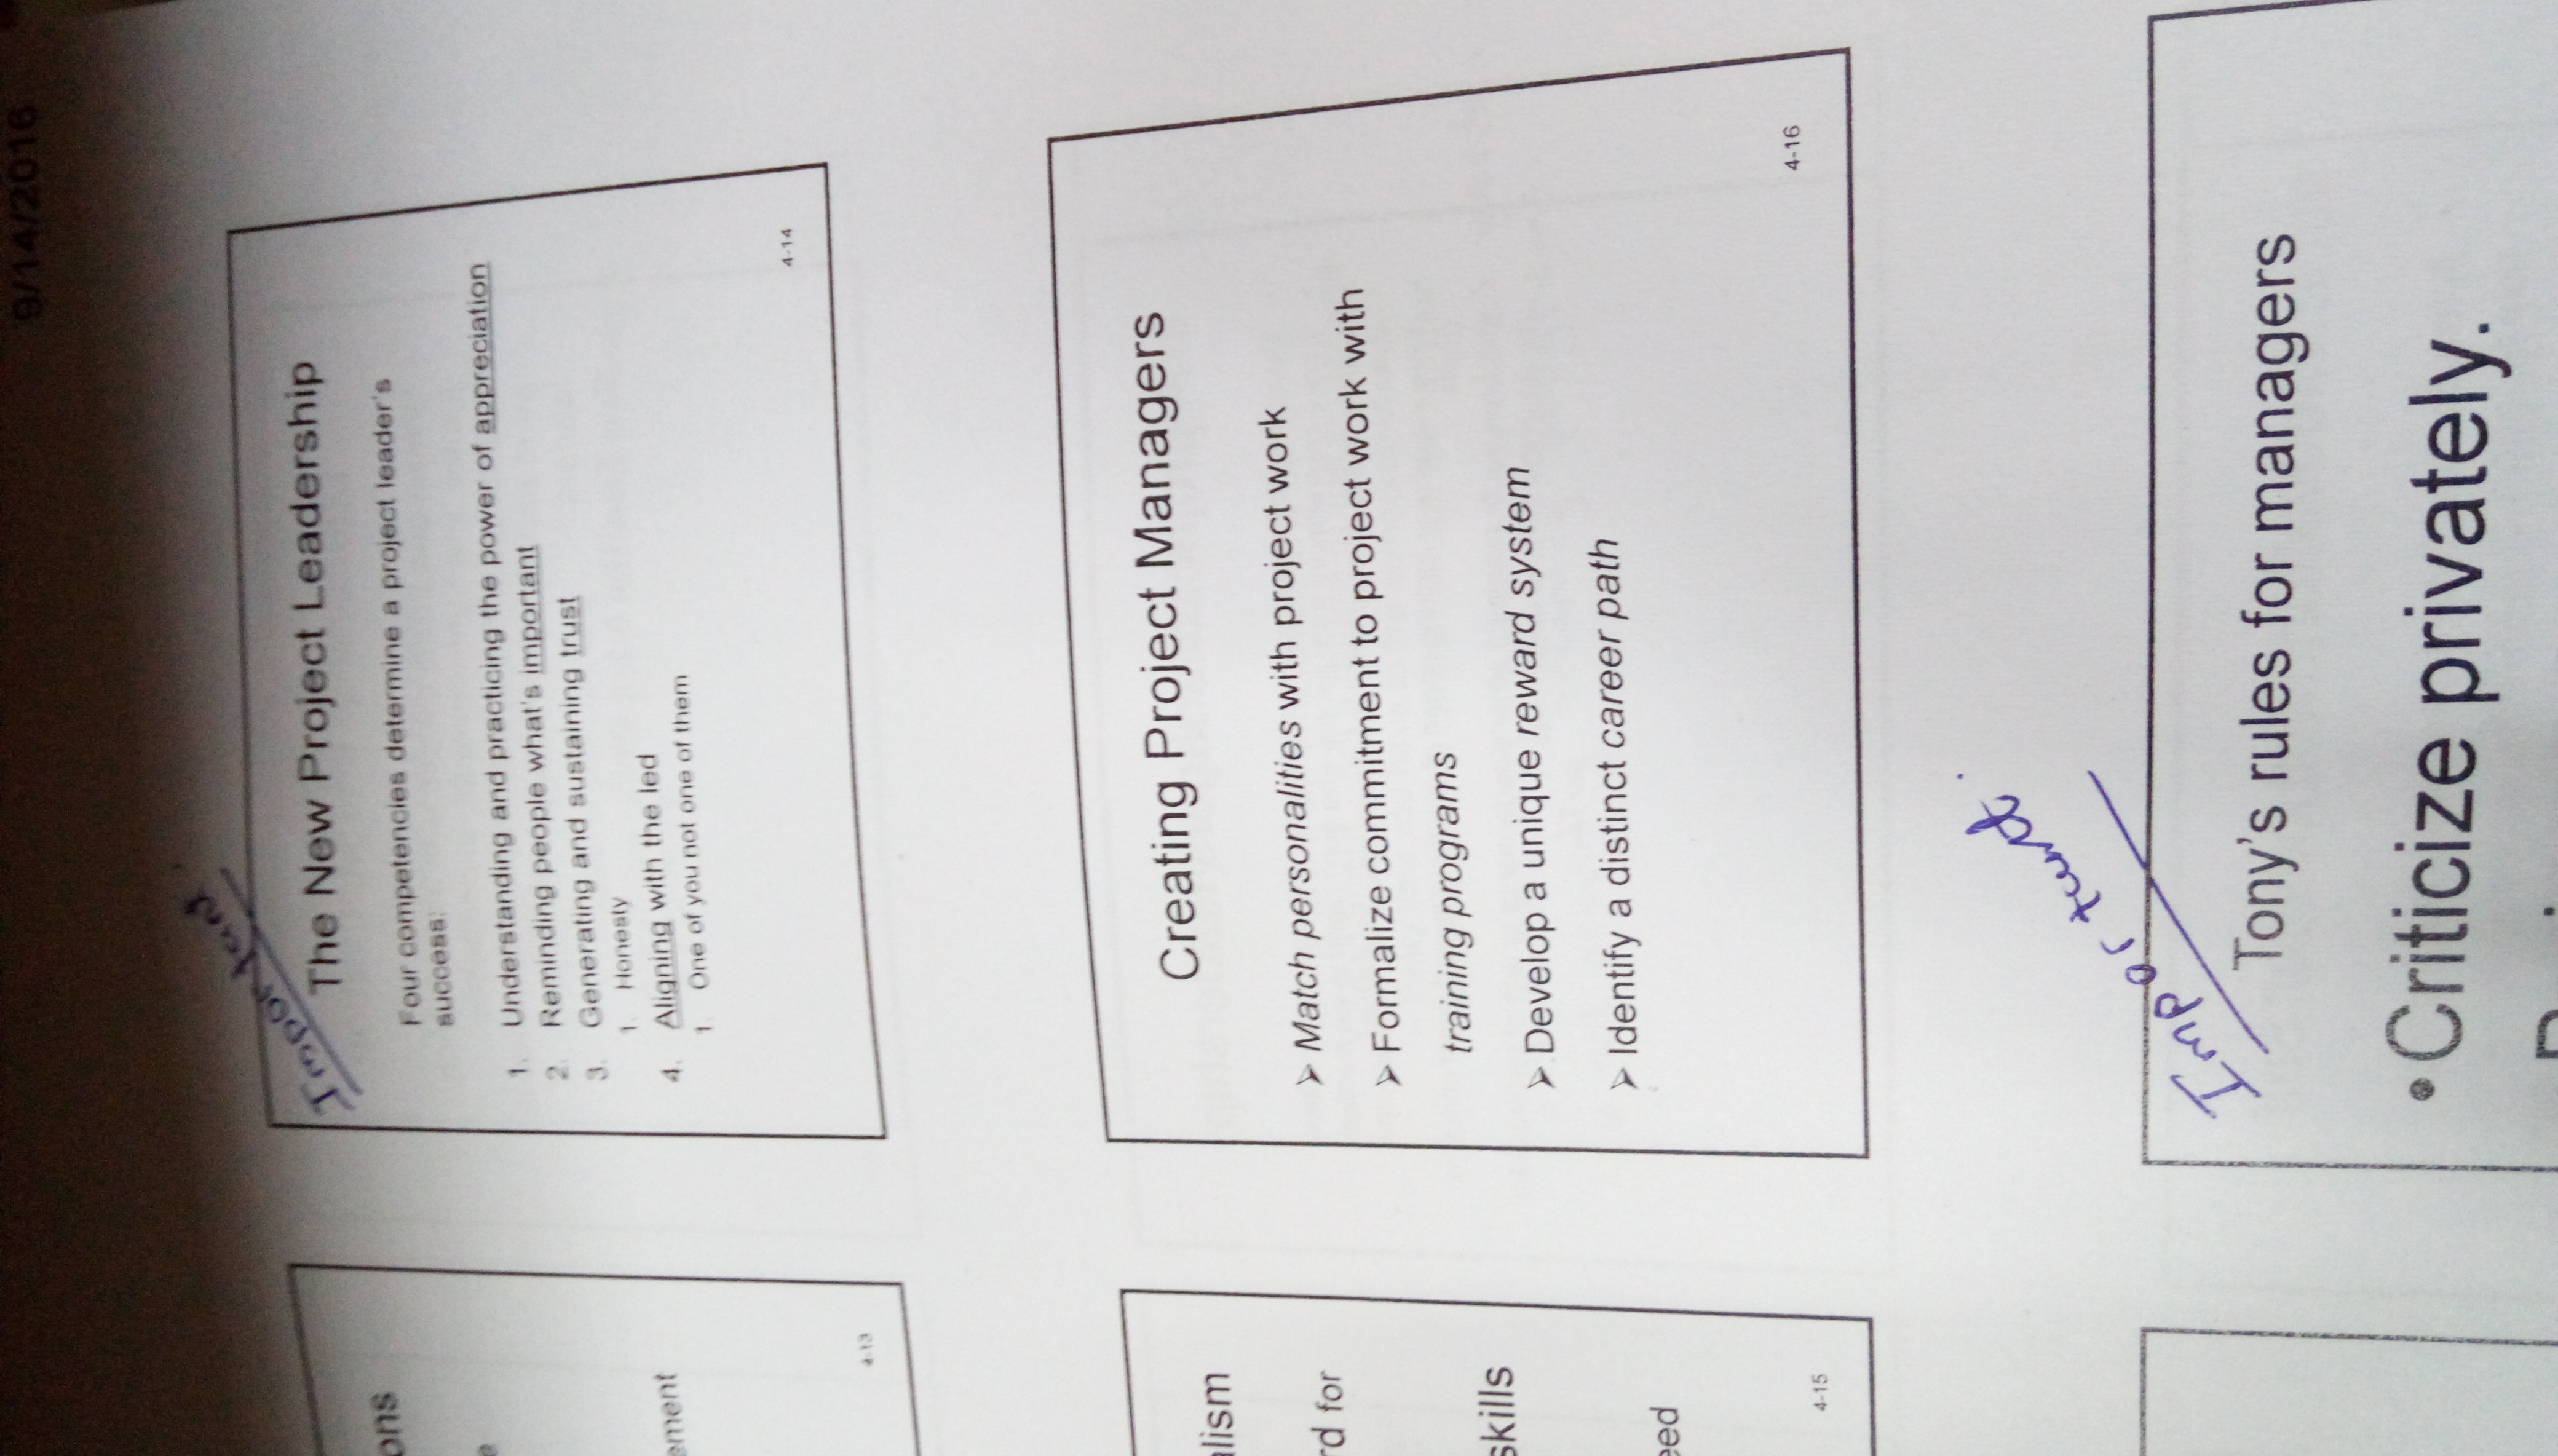 9/14/2016
Important
The New Project Leadership
Four competencies determine a project leader's
success:
1. Understanding and practicing the power of appreciation
2. Reminding people what's important
3. Generating and sustaining trust
1. Honesty
4. Aligning with the led
1. One of you not one of them
4-14
ons
e
ement
4-13
Creating Project Managers
➢ Match personalities with project work
➢ Formalize commitment to project work with
training programs
➢ Develop a unique reward system
➢ Identify a distinct career path
4-16
lism
rd for
skills
eed
4-15
Important.
Tony's rules for managers
• Criticize privately.